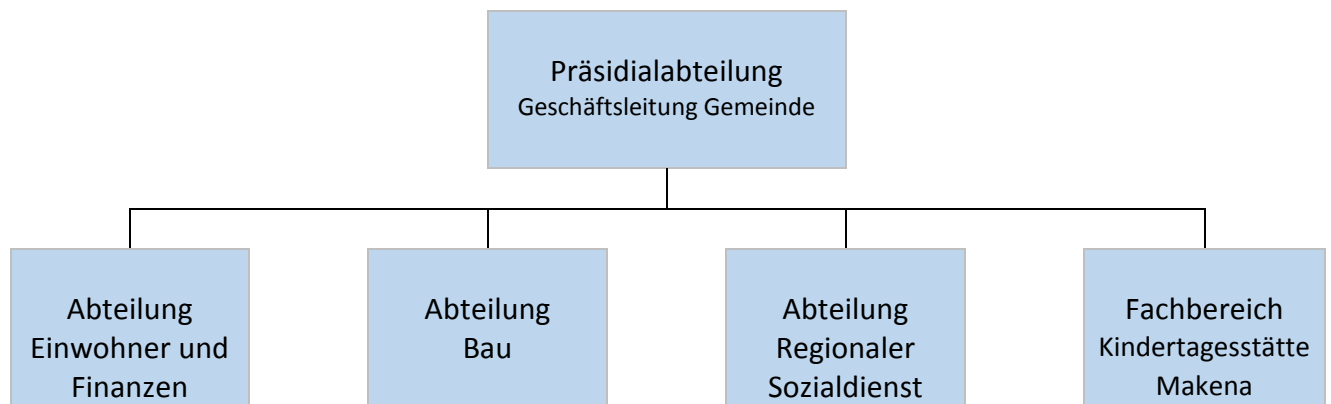 Präsidialabteilung
Geschäftsleitung Gemeinde
Abteilung
Einwohner und
Finanzen
Abteilung
Bau
Abteilung
Regionaler
Sozialdienst
Fachbereich
Kindertagesstätte
Makena